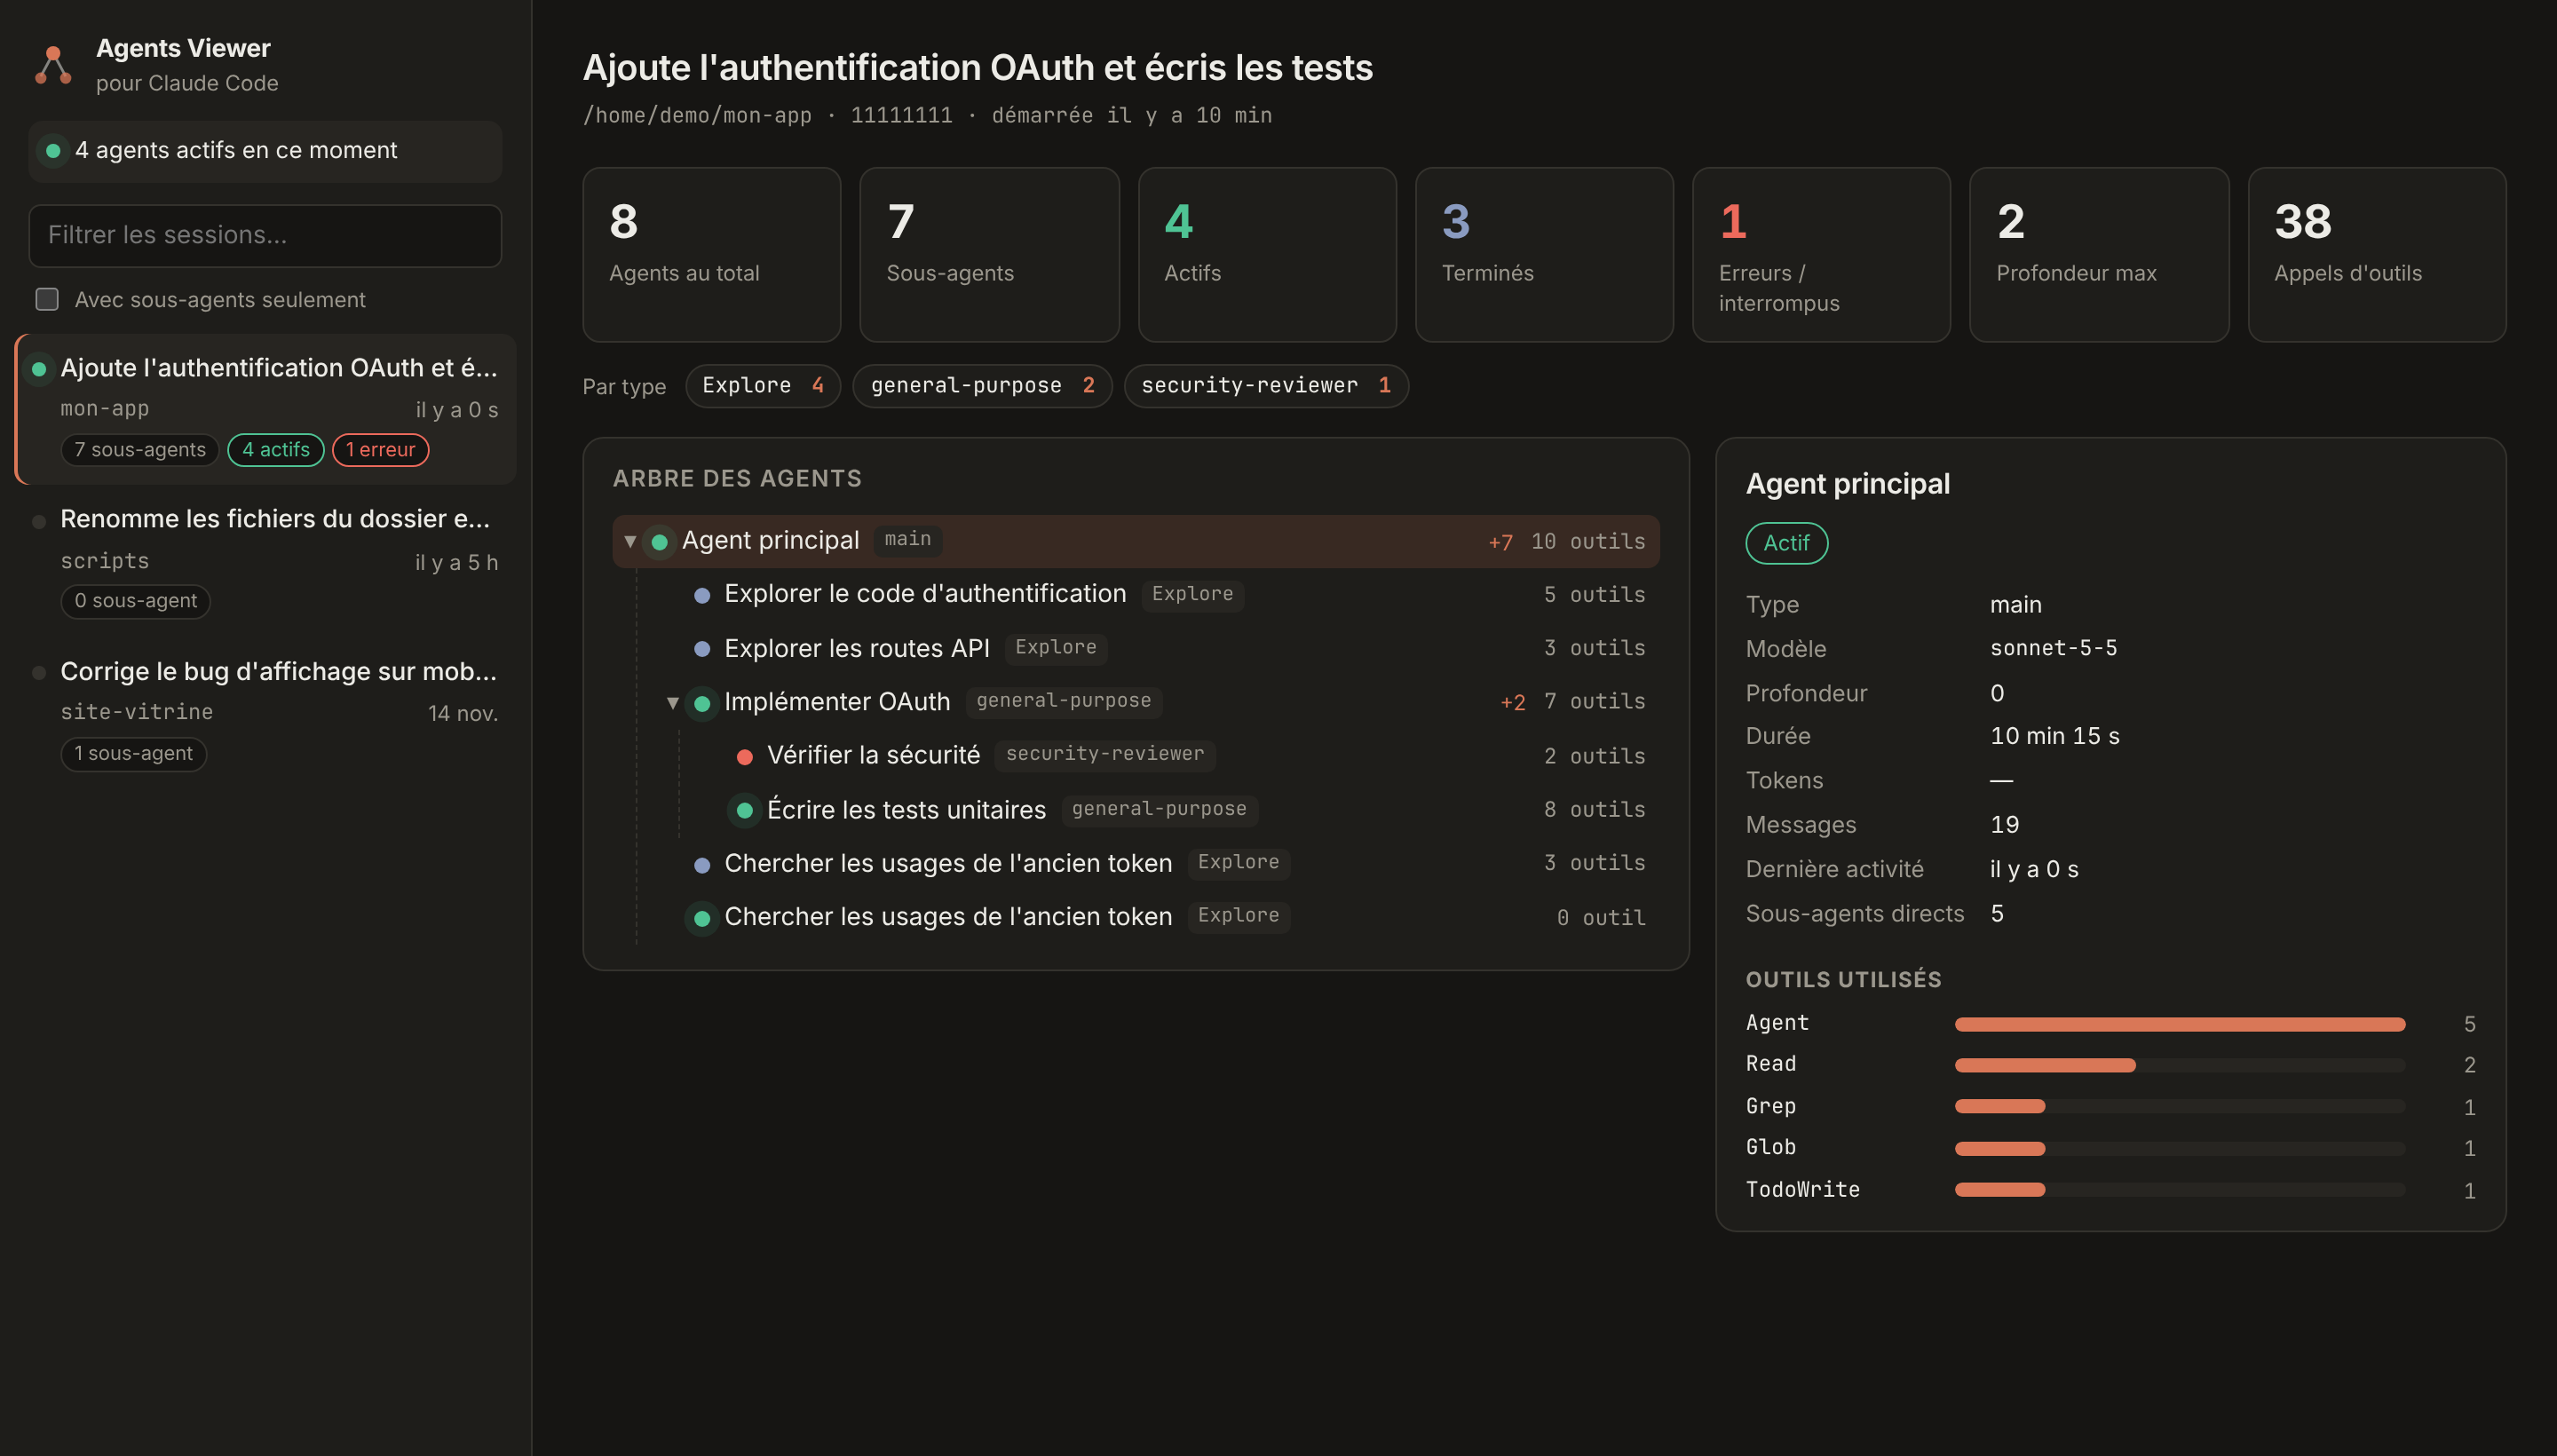 Agents Viewer
pour Claude Code
4 agents actifs en ce moment
Filtrer les sessions...
Avec sous-agents seulement
Ajoute l'authentification OAuth et é...
mon-app il y a 0 s
7 sous-agents 4 actifs 1 erreur
Renomme les fichiers du dossier e...
scripts il y a 5 h
0 sous-agent
Corrige le bug d'affichage sur mob...
site-vitrine 14 nov.
1 sous-agent
Ajoute l'authentification OAuth et écris les tests
/home/demo/mon-app · 11111111 · démarrée il y a 10 min
8 7 4 3 1 2 38
Agents au total Sous-agents Actifs Terminés Erreurs / Profondeur max Appels d'outils
interrompus
Par type Explore 4 general-purpose 2 security-reviewer 1
ARBRE DES AGENTS
▼ Agent principal main +7 10 outils
Explorer le code d'authentification Explore 5 outils
Explorer les routes API Explore 3 outils
▼ Implémenter OAuth general-purpose +2 7 outils
Vérifier la sécurité security-reviewer 2 outils
Écrire les tests unitaires general-purpose 8 outils
Chercher les usages de l'ancien token Explore 3 outils
Chercher les usages de l'ancien token Explore 0 outil
Agent principal
Actif
Type main
Modèle sonnet-5-5
Profondeur 0
Durée 10 min 15 s
Tokens —
Messages 19
Dernière activité il y a 0 s
Sous-agents directs 5
OUTILS UTILISÉS
Agent 5
Read 2
Grep 1
Glob 1
TodoWrite 1